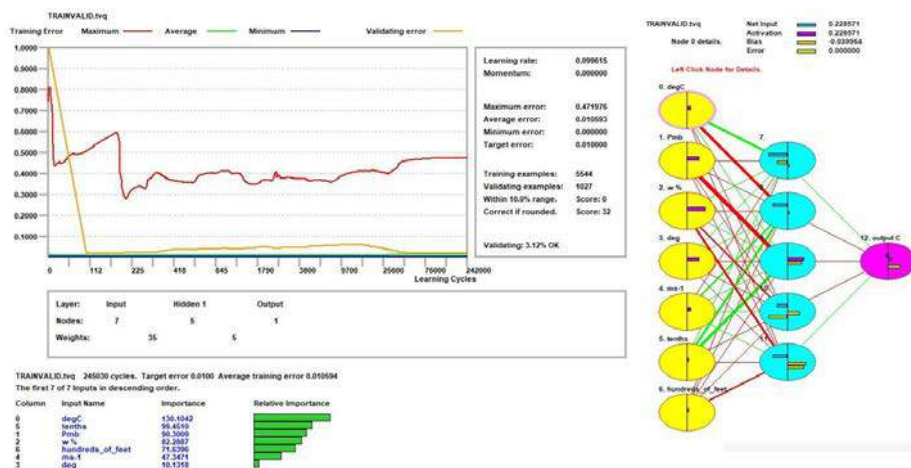 TRAINVALID.tvq
Training Error Maximum Average Minimum Validating error
1.0000
0.9000
0.8000
0.7000
0.6000
0.5000
0.4000
0.3000
0.2000
0.1000
0 112 225 418 645 1790 3000 9700 25600 76000 242000
Learning Cycles
Learning rate: 0.099615
Momentum: 0.000000
Maximum error: 0.471976
Average error: 0.010593
Minimum error: 0.000000
Target error: 0.010000
Training examples: 5544
Validating examples: 1027
Within 10.0% range. Score: 0
Correct if rounded. Score: 32
Validating: 3.12% OK
Layer: Input Hidden 1 Output
Nodes: 7 5 1
Weights: 35 5
TRAINVALID.tvq 245030 cycles. Target error 0.0100 Average training error 0.010594
The first 7 of 7 Inputs in descending order.
Column Input Name Importance Relative Importance
0 degC 130.1042
5 tenths 99.4510
1 Pmb 90.3009
2 w % 82.2887
6 hundreds_of_feet 71.6396
4 ms-1 47.3471
3 deg 10.1318
TRAINVALID.tvq Net Input 0.228571
Activation 0.228571
Node 0 details. Bias -0.039964
Error 0.000000
Left Click Node for Details.
0. degC
1. Pmb 7.
2. w %
3. deg 12. output C
4. ms-1
5. tenths
6. hundreds_of_feet